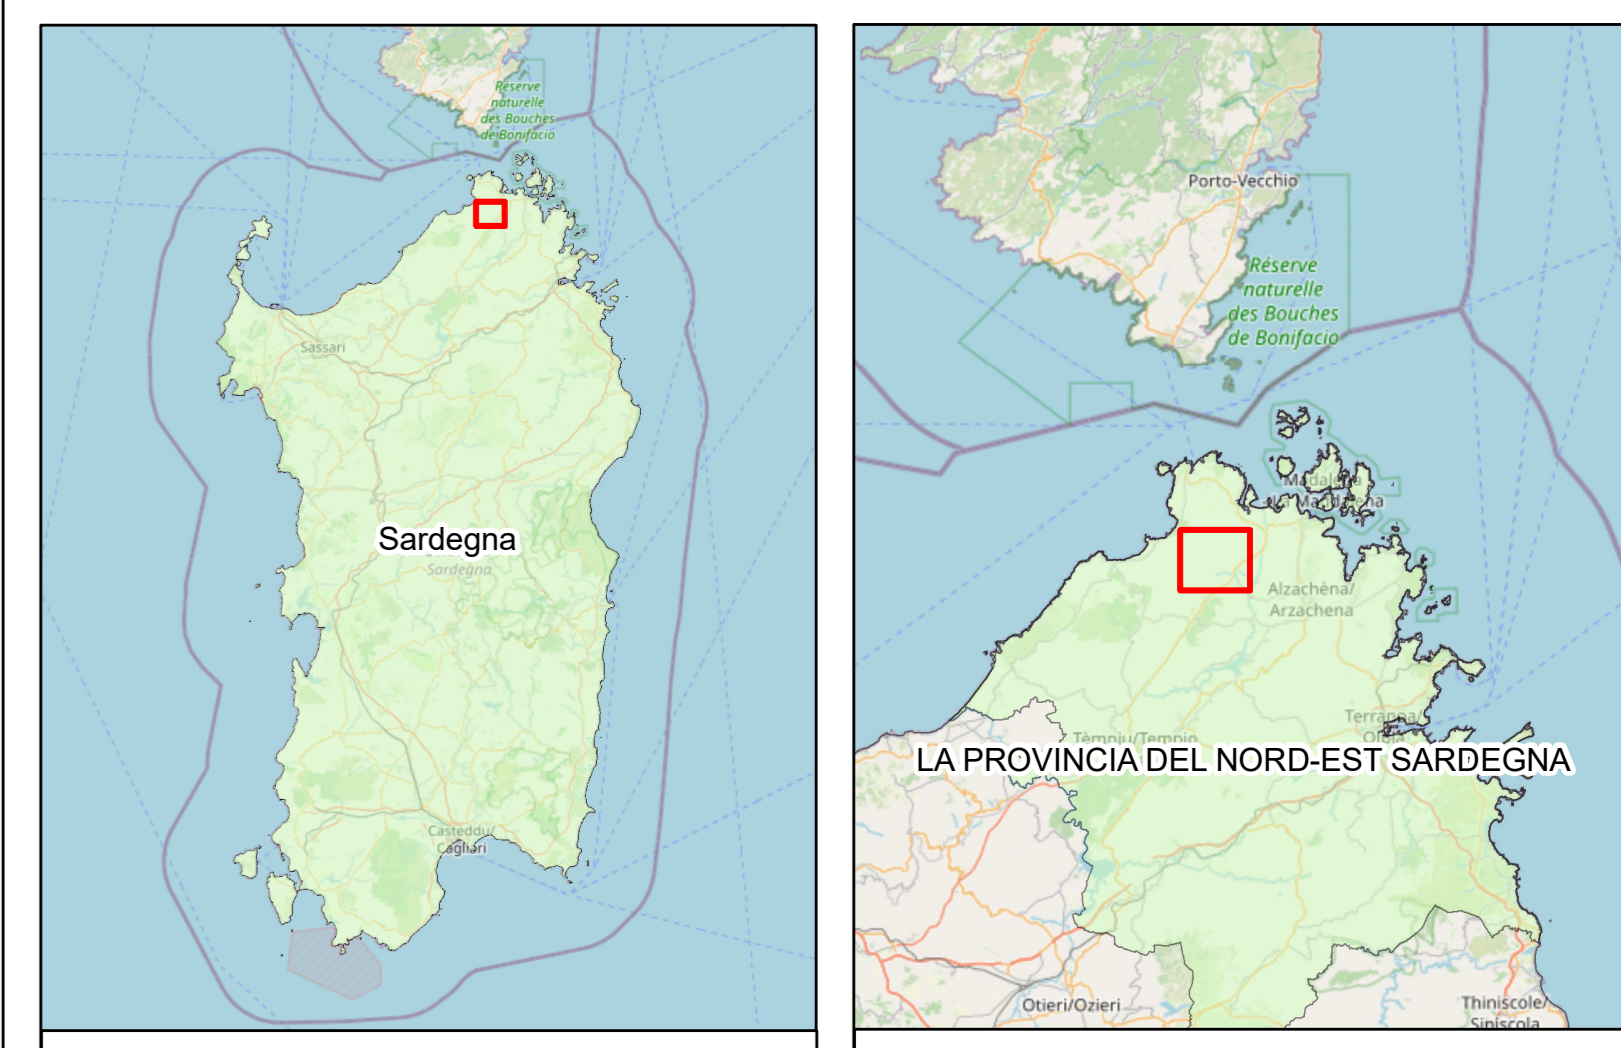 Reserve
naturelle
des Bouches
de Bonifacio
Sassari
Sardegna
Sardegna
Casteddu/
Cagliari
Porto-Vecchio
Réserve
naturelle
des Bouches
de Bonifacio
Alzachèna/
Arzachena
Tèmpiu/Tempio
LA PROVINCIA DEL NORD-EST SARDEGNA
Otieri/Ozieri
Thiniscole/
Siniscola